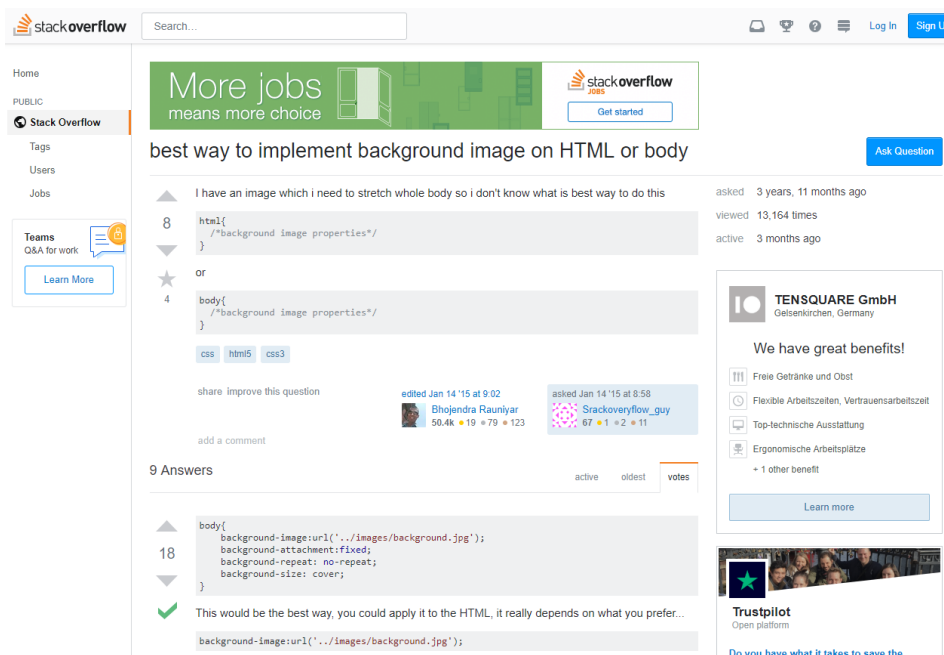 stackoverflow
Search...
Log In
Sign U
Home
PUBLIC
Stack Overflow
Tags
Users
Jobs
Teams
Q&A for work
Learn More
More jobs
means more choice
stackoverflow
JOBS
Get started
best way to implement background image on HTML or body
Ask Question
I have an image which i need to stretch whole body so i don't know what is best way to do this
8
html{
/*background image properties*/
}
or
4
body{
/*background image properties*/
}
css html5 css3
share improve this question
edited Jan 14 '15 at 9:02
Bhojendra Rauniyar
50.4k 19 79 123
asked Jan 14 '15 at 8:58
Srackoveryflow_guy
67 1 2 11
add a comment
9 Answers
active oldest votes
18
body{
background-image:url('../images/background.jpg');
background-attachment:fixed;
background-repeat: no-repeat;
background-size: cover;
}
This would be the best way, you could apply it to the HTML, it really depends on what you prefer...
background-image:url('../images/background.jpg');
asked 3 years, 11 months ago
viewed 13,164 times
active 3 months ago
TENSQUARE GmbH
Gelsenkirchen, Germany
We have great benefits!
Freie Getränke und Obst
Flexible Arbeitszeiten, Vertrauensarbeitszeit
Top-technische Ausstattung
Ergonomische Arbeitsplätze
+ 1 other benefit
Learn more
Trustpilot
Open platform
Do you have what it takes to save the